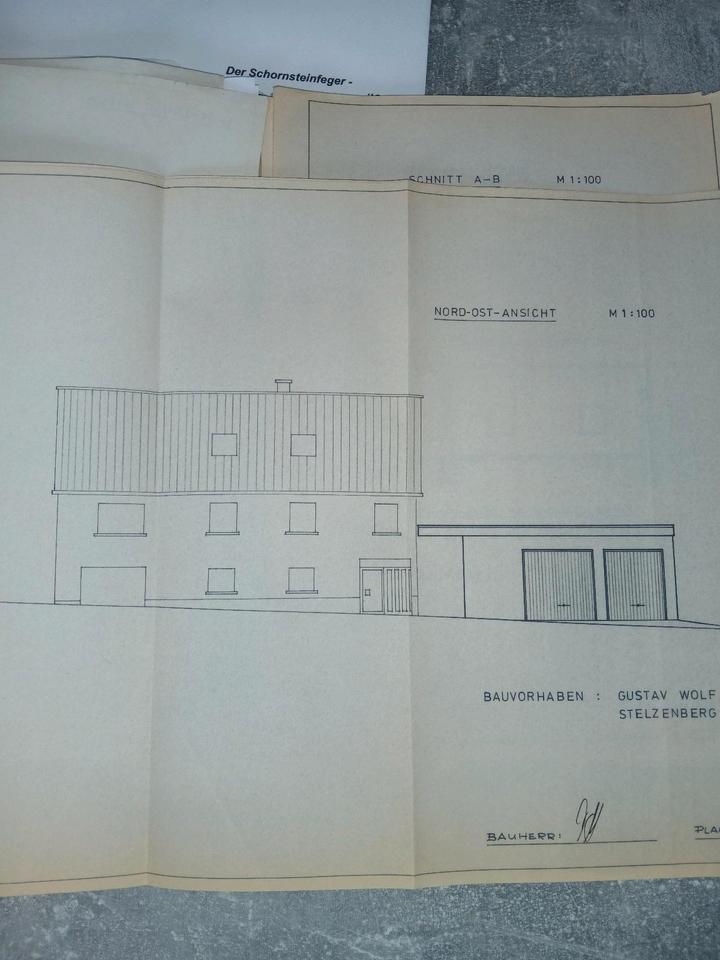 Der Schornsteinfeger -
SCHNITT A-B M 1:100
NORD-OST-ANSICHT M 1:100
BAUVORHABEN : GUSTAV WOLF
STELZENBERG
BAUHERR: